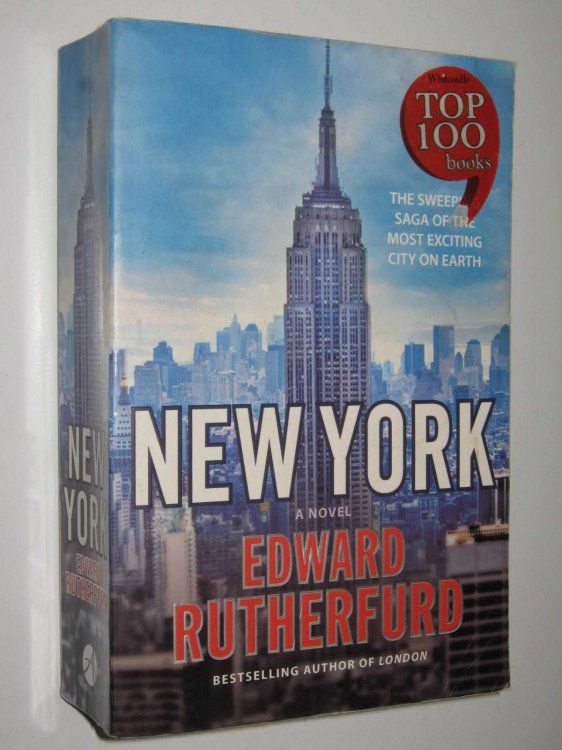 Whitcoulls
TOP
100
books
THE SWEEPING
SAGA OF THE
MOST EXCITING
CITY ON EARTH
NEW YORK
A NOVEL
EDWARD
RUTHERFURD
BESTSELLING AUTHOR OF LONDON
NEW
YORK
EDWARD
RUTHERFURD